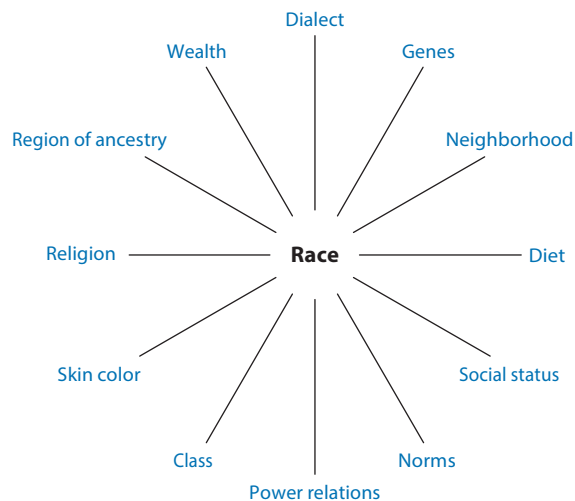 Dialect
Wealth
Genes
Region of ancestry
Neighborhood
Religion
Race
Diet
Skin color
Social status
Class
Norms
Power relations